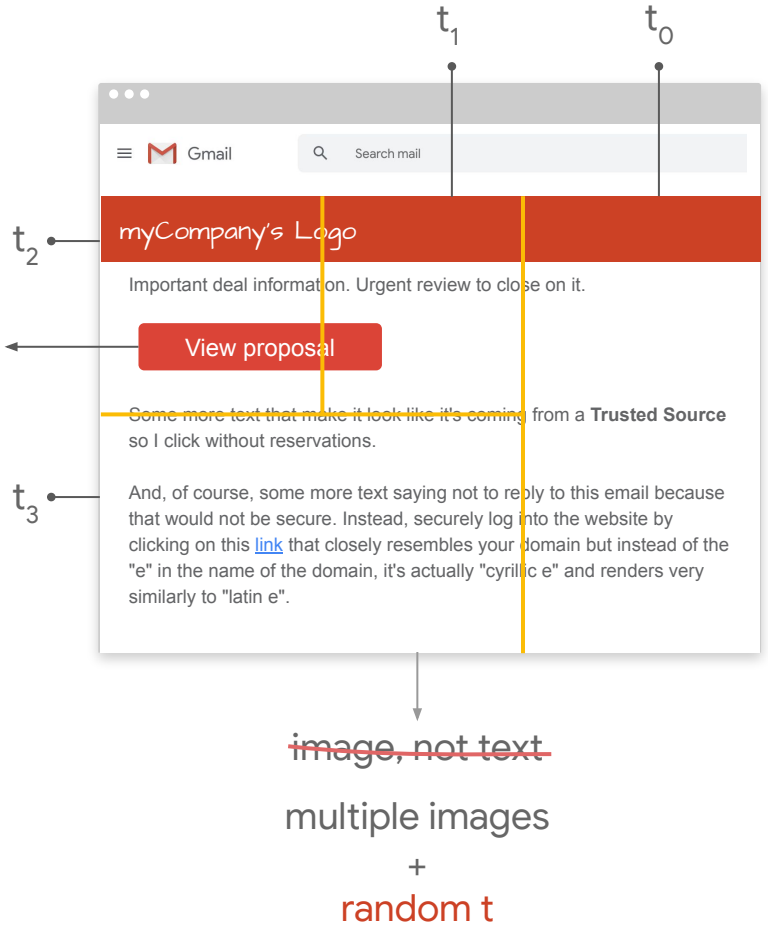 t1
t0
Gmail
Search mail
myCompany's Logo
t2
Important deal information. Urgent review to close on it.
View proposal
Some more text that make it look like it's coming from a Trusted Source
so I click without reservations.
t3
And, of course, some more text saying not to reply to this email because
that would not be secure. Instead, securely log into the website by
clicking on this link that closely resembles your domain but instead of the
"e" in the name of the domain, it's actually "cyrillic e" and renders very
similarly to "latin e".
image, not text
multiple images
+
random t